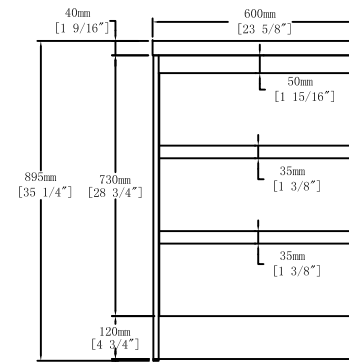 40mm
[1 9/16"]
600mm
[23 5/8"]
50mm
[1 15/16"]
895mm
[35 1/4"]
730mm
[28 3/4"]
35mm
[1 3/8"]
35mm
[1 3/8"]
120mm
[4 3/4"]